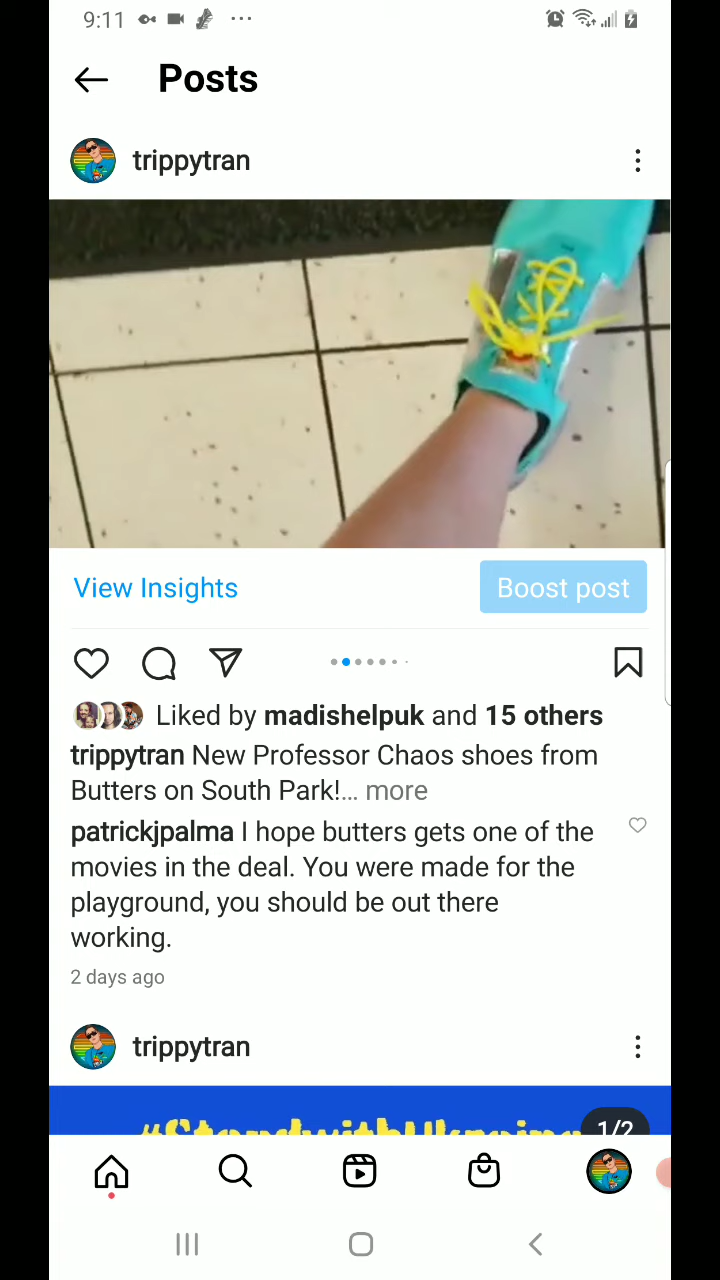 9:11
Posts
trippytran
View Insights
Boost post
Liked by madishelpuk and 15 others
trippytran New Professor Chaos shoes from
Butters on South Park!... more
patrickjpalma I hope butters gets one of the
movies in the deal. You were made for the
playground, you should be out there
working.
2 days ago
trippytran
#StandwithUkraine
1/2